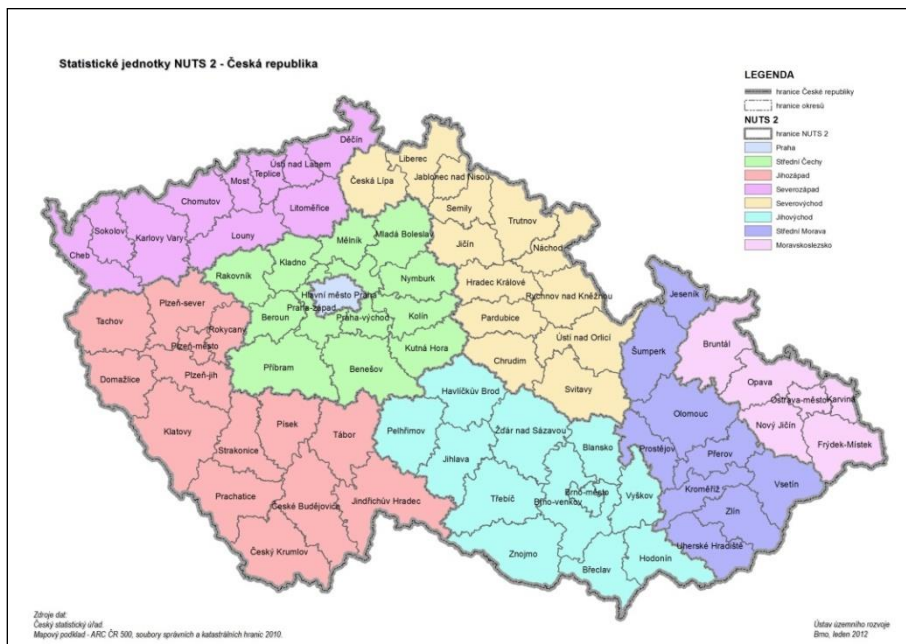 Statistické jednotky NUTS 2 - Česká republika
LEGENDA
hranice České republiky
hranice okresů
NUTS 2
hranice NUTS 2
Praha
Střední Čechy
Jihozápad
Severozápad
Severovýchod
Jihovýchod
Střední Morava
Moravskoslezsko
Děčín
Ústí nad Labem
Teplice
Most
Chomutov
Litoměřice
Louny
Sokolov
Karlovy Vary
Cheb
Liberec
Jablonec nad Nisou
Česká Lípa
Semily
Trutnov
Jičín
Náchod
Hradec Králové
Rychnov nad Kněžnou
Pardubice
Ústí nad Orlicí
Chrudim
Svitavy
Mělník
Mladá Boleslav
Kladno
Rakovník
Nymburk
Hlavní město Praha
Praha-západ
Praha-východ
Beroun
Kolín
Kutná Hora
Příbram
Benešov
Tachov
Plzeň-sever
Rokycany
Plzeň-město
Plzeň-jih
Domažlice
Klatovy
Písek
Tábor
Strakonice
Prachatice
České Budějovice
Jindřichův Hradec
Český Krumlov
Havlíčkův Brod
Pelhřimov
Žďár nad Sázavou
Jihlava
Blansko
Třebíč
Brno-město
Brno-venkov
Vyškov
Znojmo
Břeclav
Hodonín
Jeseník
Šumperk
Olomouc
Prostějov
Přerov
Kroměříž
Vsetín
Zlín
Uherské Hradiště
Bruntál
Opava
Ostrava-město
Karviná
Nový Jičín
Frýdek-Místek
Zdroje dat:
Český statistický úřad.
Mapový podklad - ARC ČR 500, soubory správních a katastrálních hranic 2010.
Ústav územního rozvoje
Brno, leden 2012